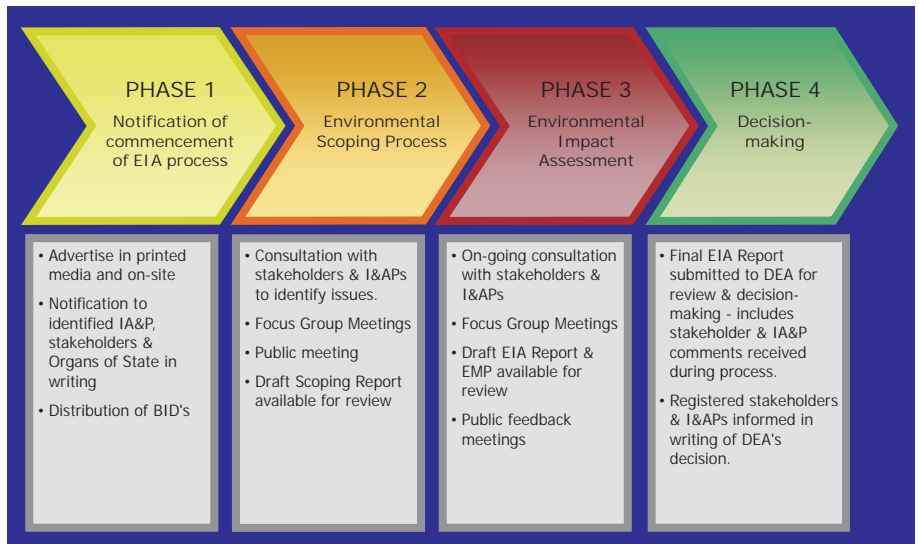 PHASE 1
Notification of
commencement
of EIA process
PHASE 2
Environmental
Scoping Process
PHASE 3
Environmental
Impact
Assessment
PHASE 4
Decision-
making
• Advertise in printed
media and on-site
• Notification to
identified IA&P,
stakeholders &
Organs of State in
writing
• Distribution of BID's
• Consultation with
stakeholders & I&APs
to identify issues.
• Focus Group Meetings
• Public meeting
• Draft Scoping Report
available for review
• On-going consultation
with stakeholders &
I&APs
• Focus Group Meetings
• Draft EIA Report &
EMP available for
review
• Public feedback
meetings
• Final EIA Report
submitted to DEA for
review & decision-
making - includes
stakeholder & IA&P
comments received
during process.
• Registered stakeholders
& I&APs informed in
writing of DEA's
decision.